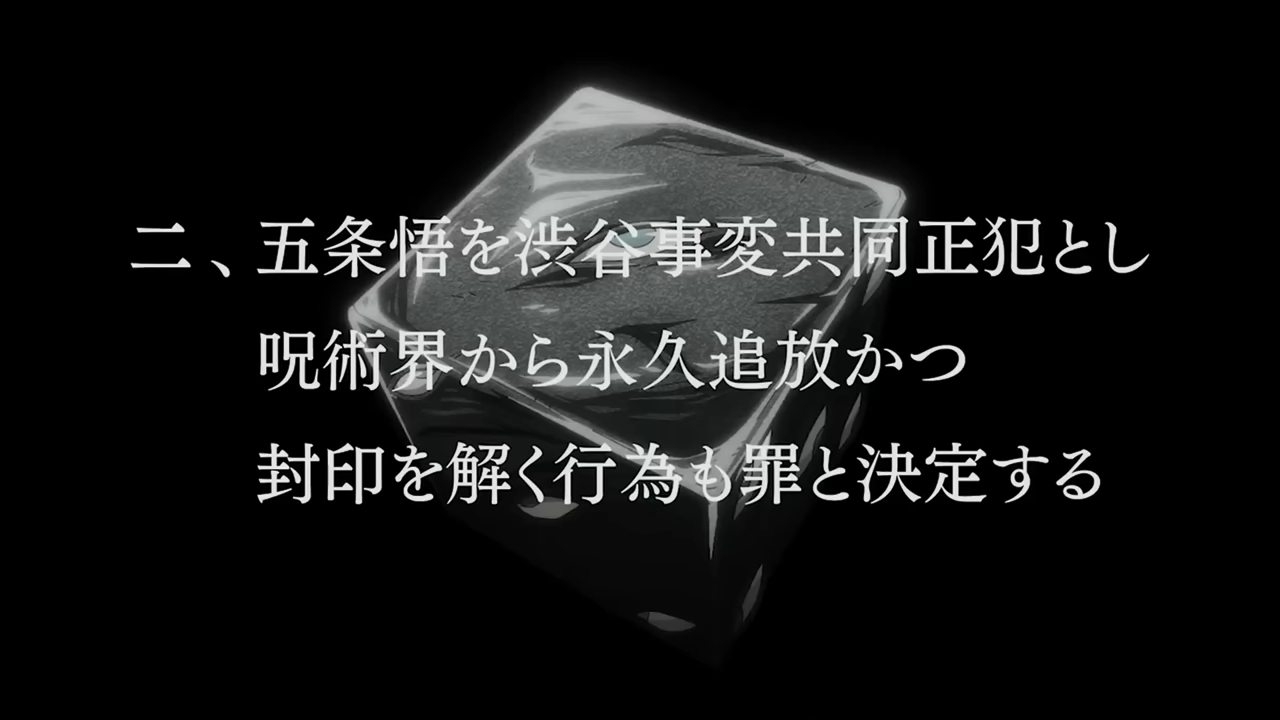 二、五条悟を渋谷事変共同正犯とし
呪術界から永久追放かつ
封印を解く行為も罪と決定する